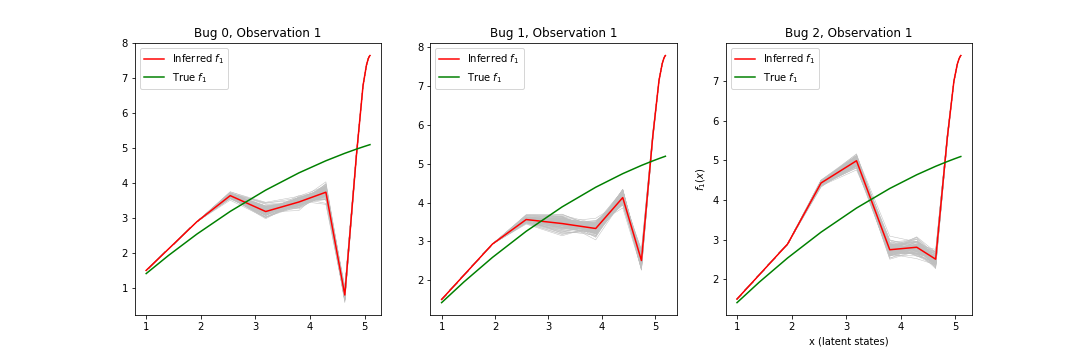 Bug 0, Observation 1
Inferred f₁
True f₁
8
7
6
5
4
3
2
1
1 2 3 4 5
Bug 1, Observation 1
Inferred f₁
True f₁
8
7
6
5
4
3
2
1 2 3 4 5
Bug 2, Observation 1
Inferred f₁
True f₁
f₁(x)
7
6
5
4
3
2
1 2 3 4 5
x (latent states)